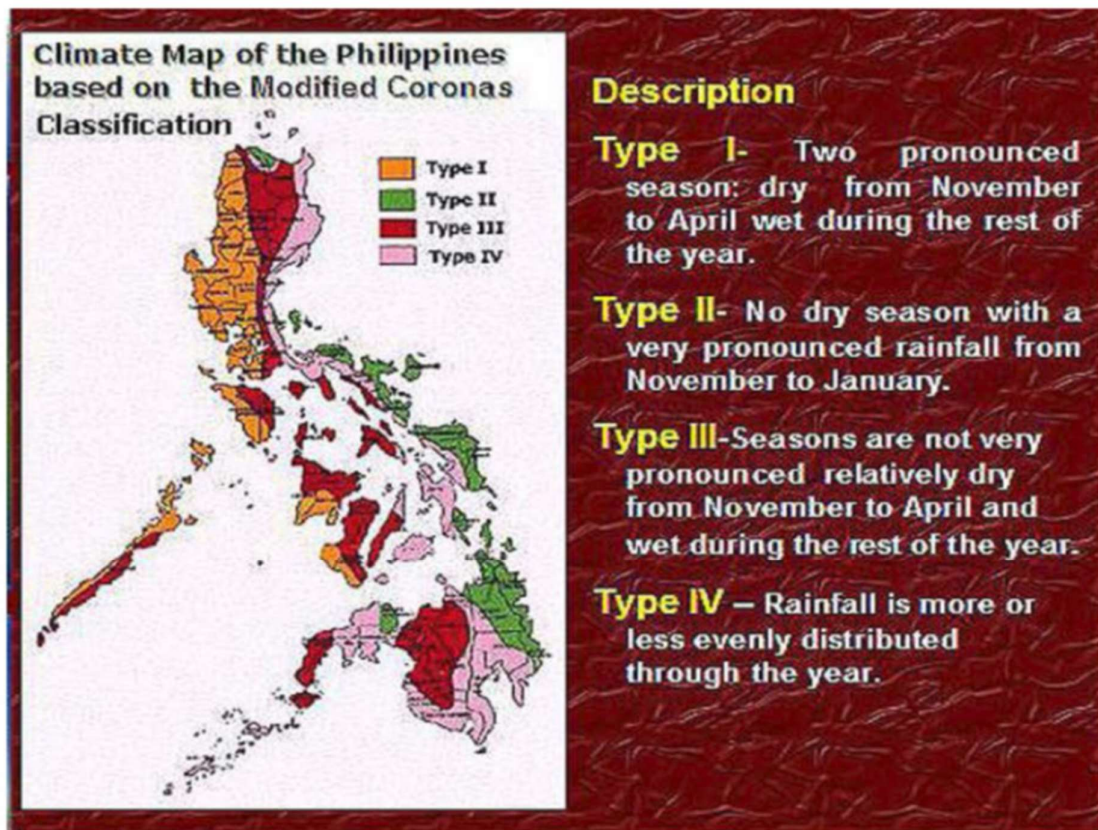 Climate Map of the Philippines
based on the Modified Coronas
Classification
Type I
Type II
Type III
Type IV
Description
Type I- Two pronounced
season: dry from November
to April wet during the rest of
the year.
Type II- No dry season with a
very pronounced rainfall from
November to January.
Type III-Seasons are not very
pronounced relatively dry
from November to April and
wet during the rest of the year.
Type IV – Rainfall is more or
less evenly distributed
through the year.